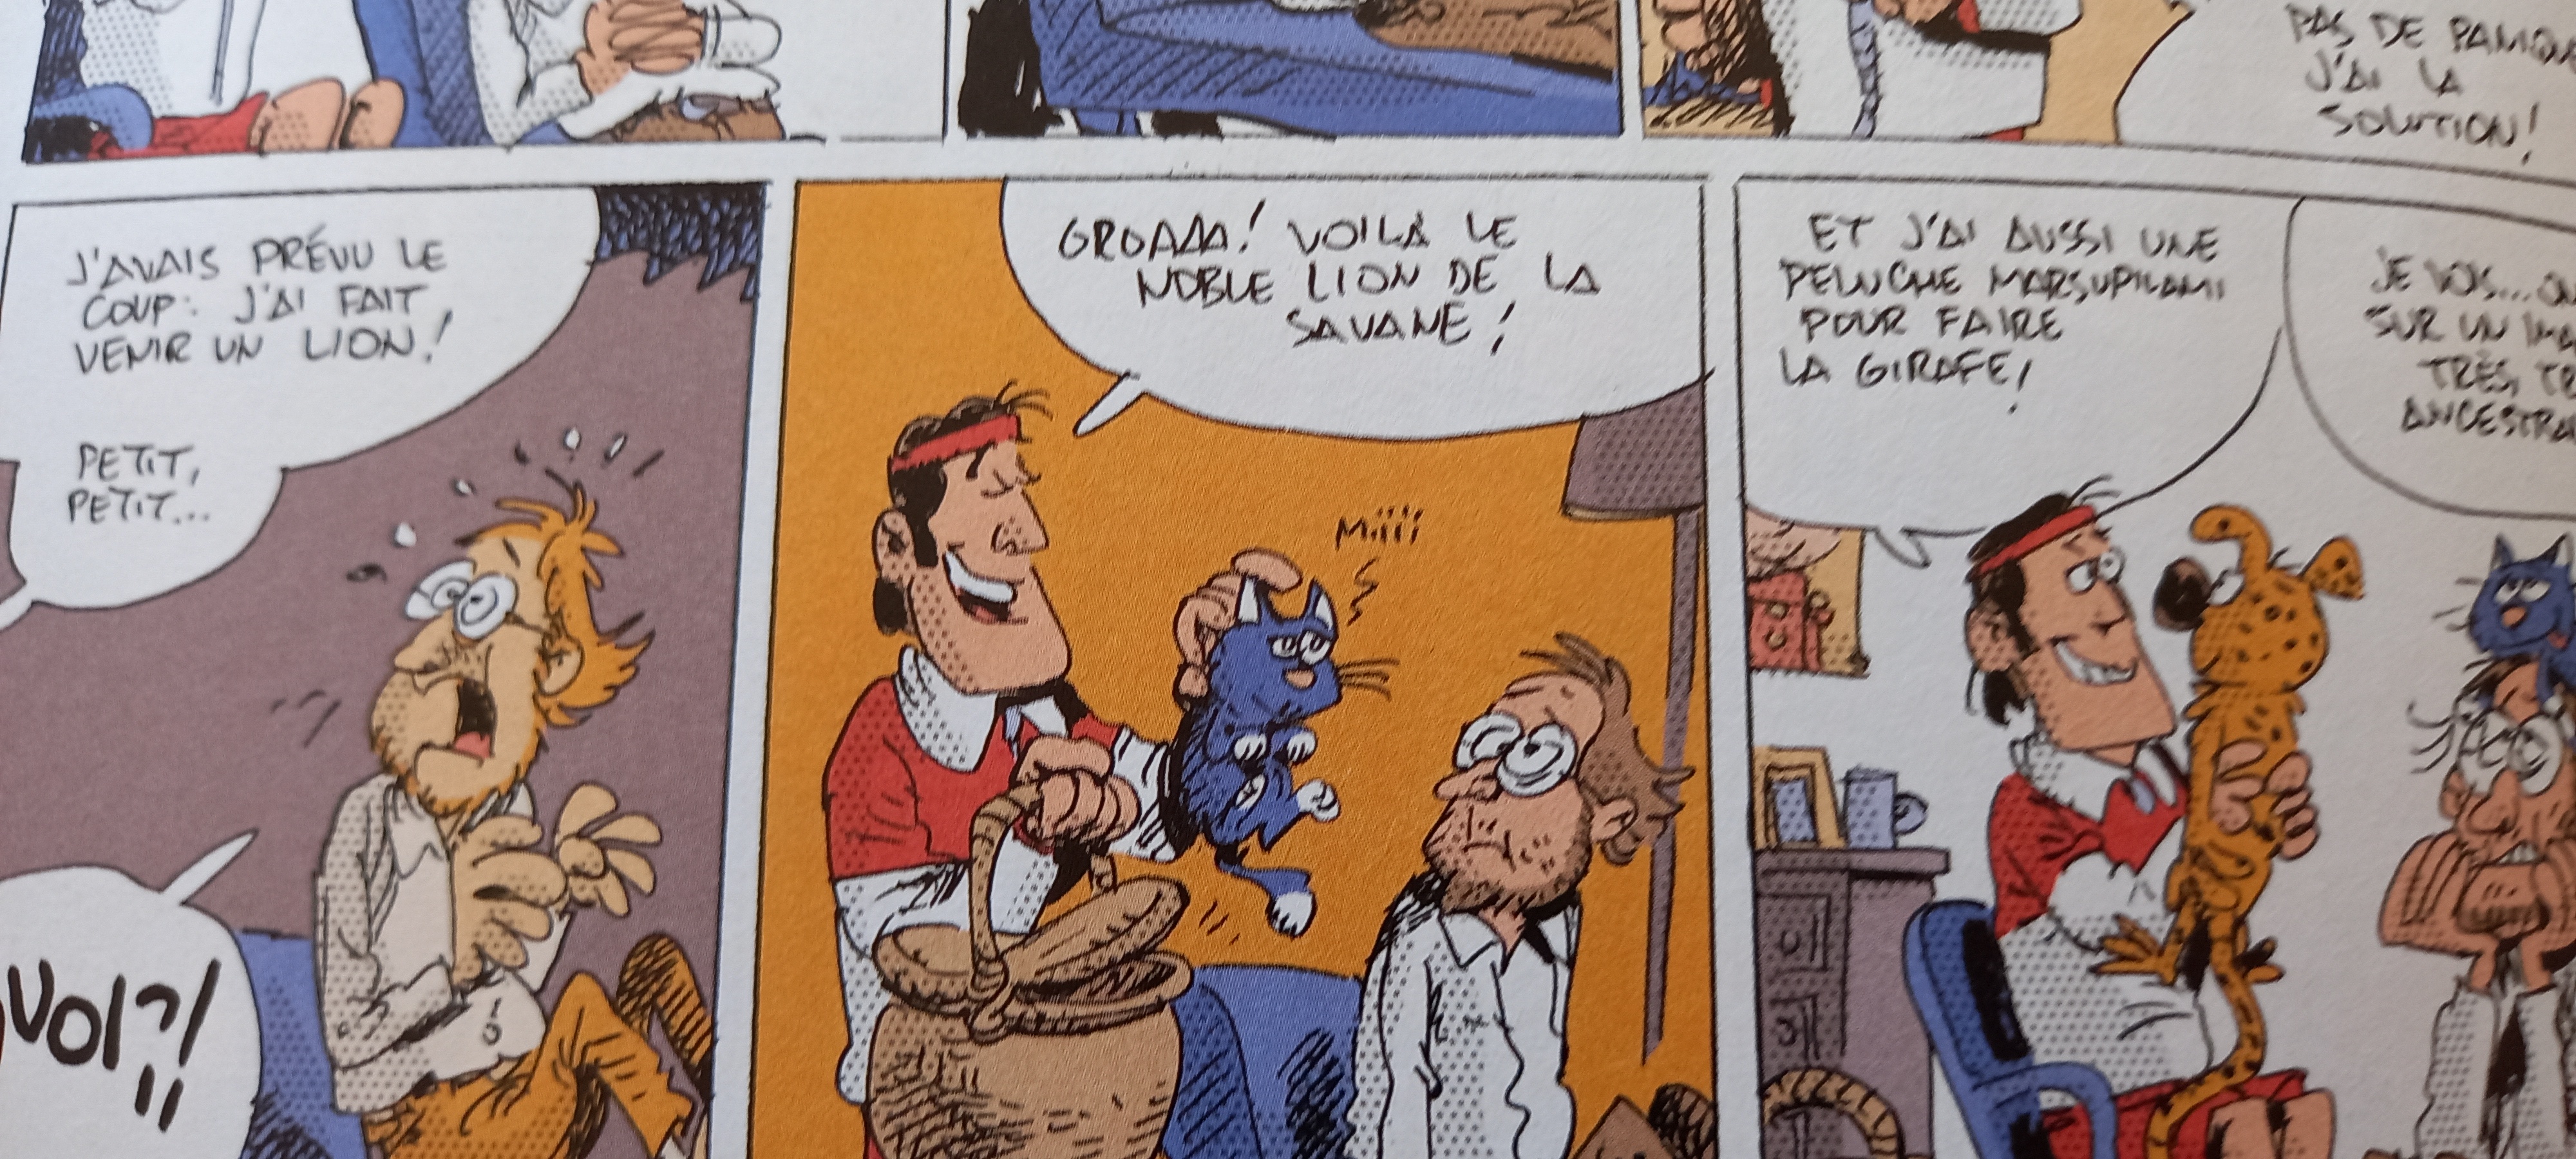 J'AVAIS PRÉVU LE
COUP: J'AI FAIT
VENIR UN LION!
PETIT,
PETIT...
GROAAA! VOILÀ LE
NOBLE LION DE LA
SAVANE!
Miii
ET J'AI AUSSI UNE
PELUCHE MARSUPILAMI
POUR FAIRE
LA GIRAFE!
JE
SUR UN
TRÈS
PAS DE
J'AI LA
SOLUTION!